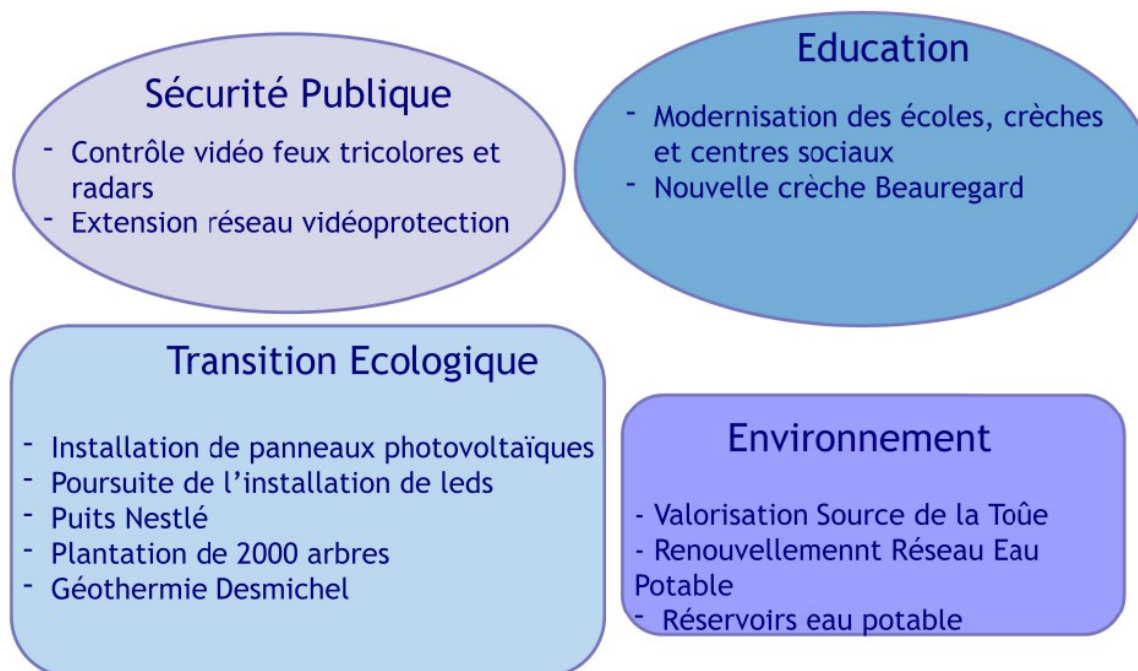 Sécurité Publique
- Contrôle vidéo feux tricolores et
radars
- Extension réseau vidéoprotection
Education
- Modernisation des écoles, crèches
et centres sociaux
- Nouvelle crèche Beauregard
Transition Ecologique
- Installation de panneaux photovoltaïques
- Poursuite de l'installation de leds
- Puits Nestlé
- Plantation de 2000 arbres
- Géothermie Desmichel
Environnement
- Valorisation Source de la Toûe
- Renouvellemennt Réseau Eau
Potable
- Réservoirs eau potable